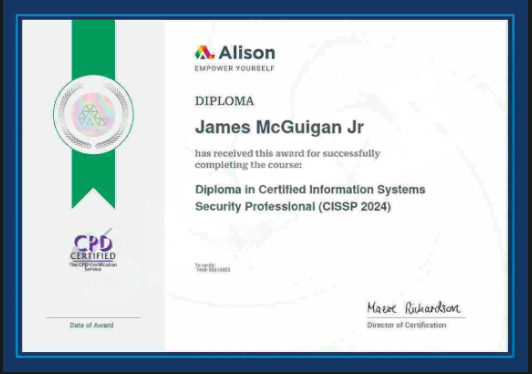 Alison
EMPOWER YOURSELF
DIPLOMA
James McGuigan Jr
has received this award for successfully
completing the course:
Diploma in Certified Information Systems
Security Professional (CISSP 2024)
CPD
CERTIFIED
The CPD Certification
Service
To verify:
Maeve Richardson
Date of Award
Director of Certification